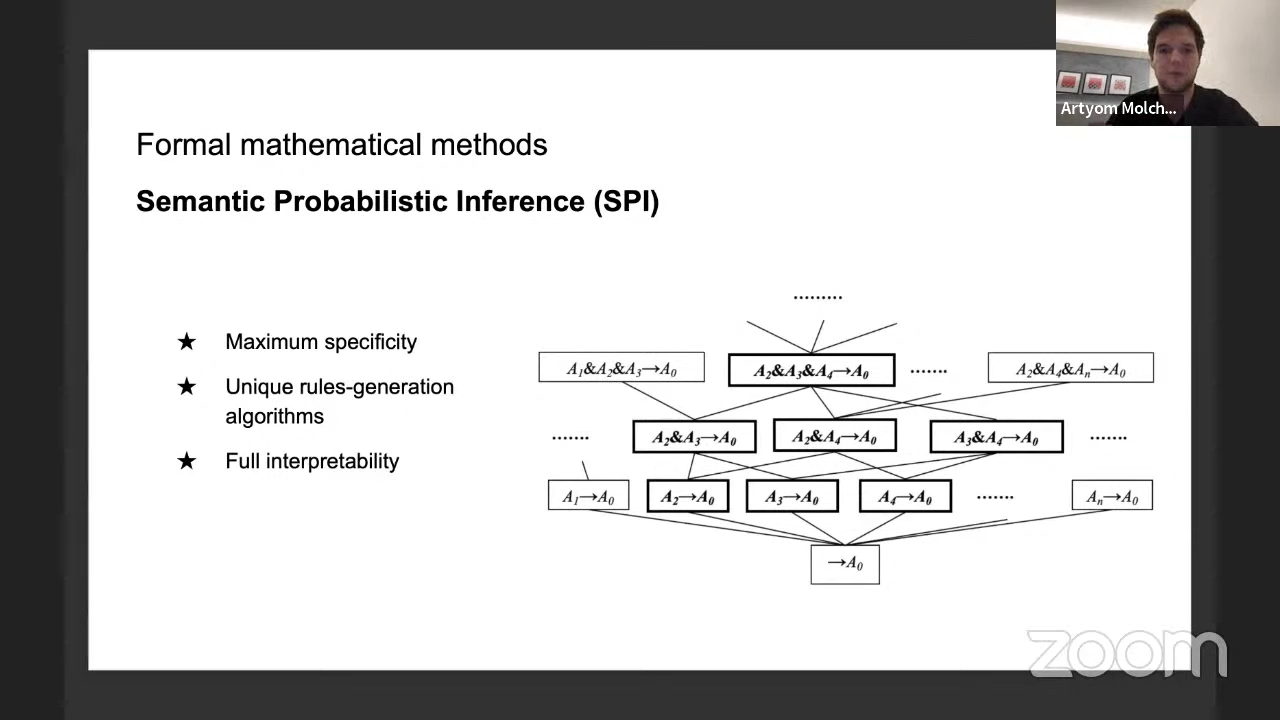 Artyom Molch...
Formal mathematical methods
Semantic Probabilistic Inference (SPI)
★ Maximum specificity
★ Unique rules-generation
algorithms
★ Full interpretability
.........
A₁&A₂&A₃→A₀ A₂&A₃&A₄→A₀ ....... A₂&A₄&Aₙ→A₀
....... A₂&A₃→A₀ A₂&A₄→A₀ A₃&A₄→A₀ .......
A₁→A₀ A₂→A₀ A₃→A₀ A₄→A₀ ....... Aₙ→A₀
→A₀
zoom